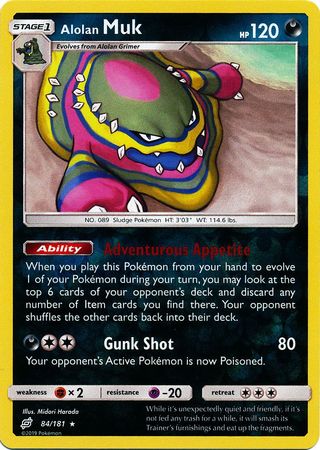 STAGE 1 Alolan Muk HP 120
Evolves from Alolan Grimer
NO. 089 Sludge Pokémon HT: 3'03" WT: 114.6 lbs.
Ability Adventurous Appetite
When you play this Pokémon from your hand to evolve
1 of your Pokémon during your turn, you may look at
the top 6 cards of your opponent's deck and discard any
number of Item cards you find there. Your opponent
shuffles the other cards back into their deck.
Gunk Shot 80
Your opponent's Active Pokémon is now Poisoned.
weakness × 2 resistance -20 retreat
Illus. Midori Harada
84/181 ★
©2019 Pokémon
While it's unexpectedly quiet and friendly, if it's
not fed any trash for a while, it will smash its
Trainer's furnishings and eat up the fragments.